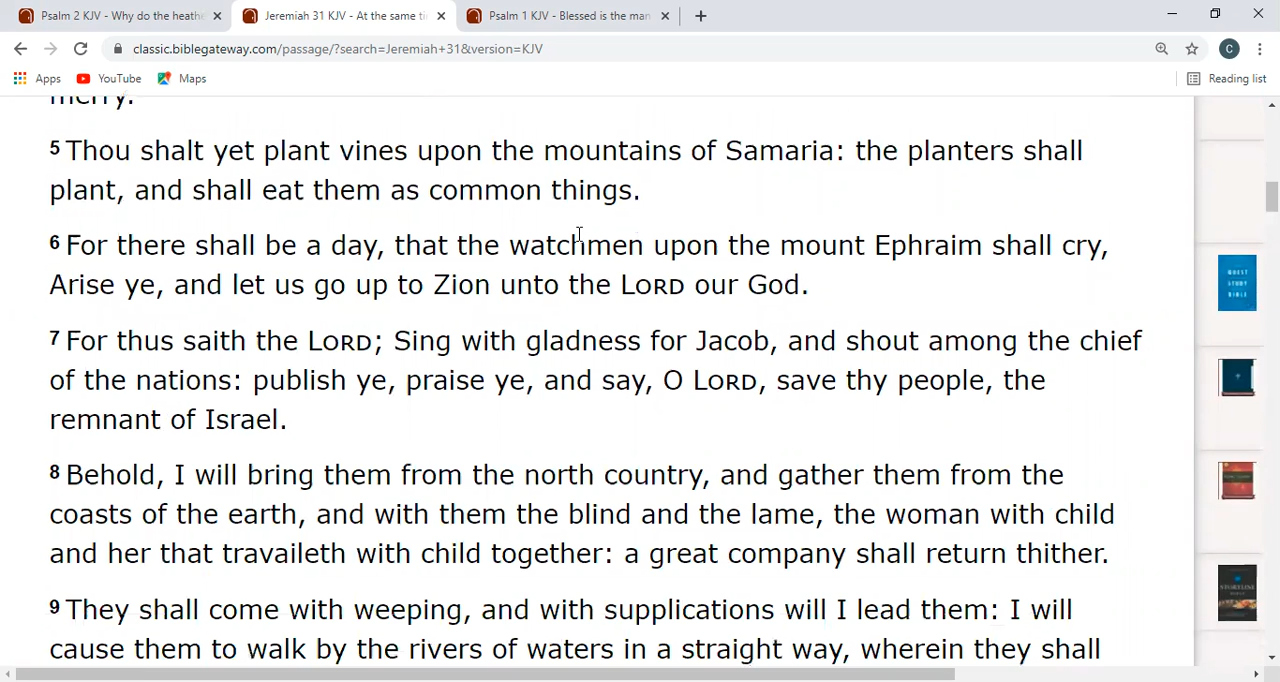 Psalm 2 KJV - Why do the heathe
Jeremiah 31 KJV - At the same ti
Psalm 1 KJV - Blessed is the man
classic.biblegateway.com/passage/?search=Jeremiah+31&version=KJV
C
Apps
YouTube
Maps
Reading list
merry.
5 Thou shalt yet plant vines upon the mountains of Samaria: the planters shall
plant, and shall eat them as common things.
6 For there shall be a day, that the watchmen upon the mount Ephraim shall cry,
Arise ye, and let us go up to Zion unto the LORD our God.
7 For thus saith the LORD; Sing with gladness for Jacob, and shout among the chief
of the nations: publish ye, praise ye, and say, O LORD, save thy people, the
remnant of Israel.
8 Behold, I will bring them from the north country, and gather them from the
coasts of the earth, and with them the blind and the lame, the woman with child
and her that travaileth with child together: a great company shall return thither.
9 They shall come with weeping, and with supplications will I lead them: I will
cause them to walk by the rivers of waters in a straight way, wherein they shall
QUEST
STUDY
BIBLE
STORYLINE